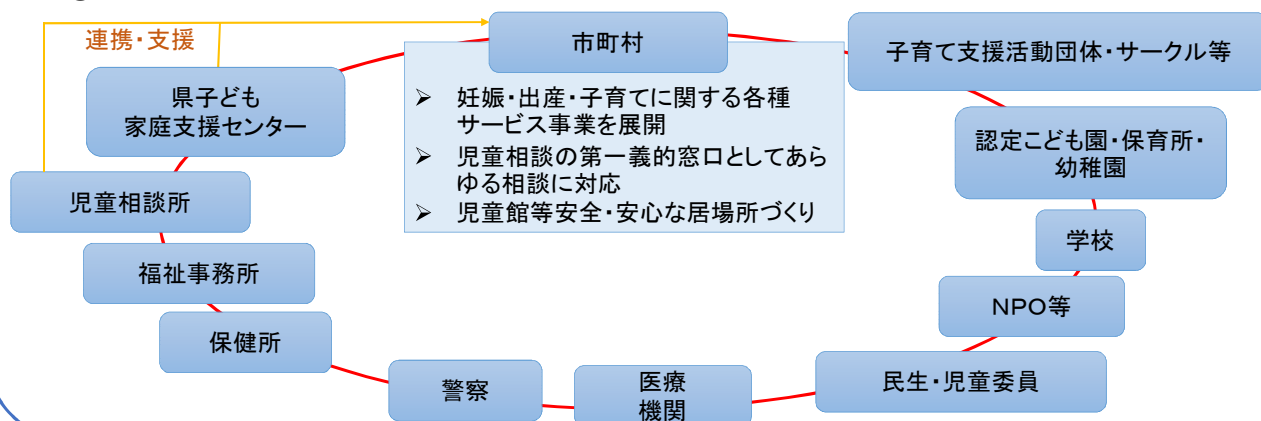 連携・支援
市町村
➢ 妊娠・出産・子育てに関する各種
サービス事業を展開
➢ 児童相談の第一義的窓口としてあら
ゆる相談に対応
➢ 児童館等安全・安心な居場所づくり
子育て支援活動団体・サークル等
認定こども園・保育所・
幼稚園
学校
NPO等
民生・児童委員
医療
機関
警察
保健所
福祉事務所
児童相談所
県子ども
家庭支援センター